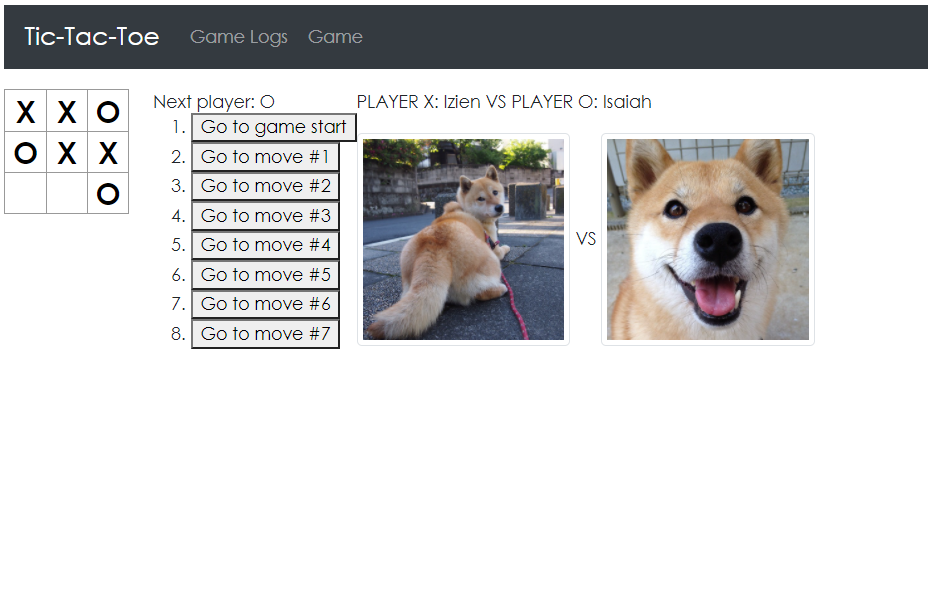 Tic-Tac-Toe Game Logs Game
X X O
O X X
O
Next player: O
1. Go to game start
2. Go to move #1
3. Go to move #2
4. Go to move #3
5. Go to move #4
6. Go to move #5
7. Go to move #6
8. Go to move #7
PLAYER X: Izien VS PLAYER O: Isaiah
VS